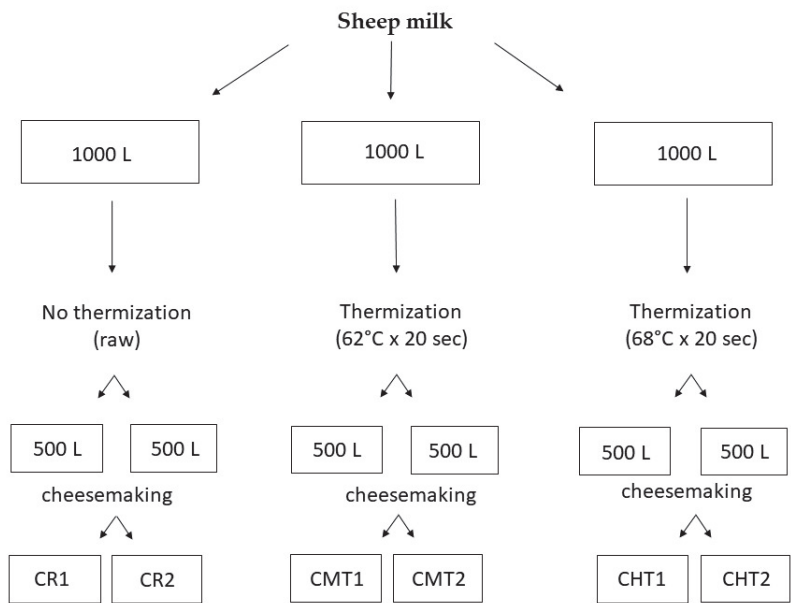 Sheep milk
1000 L
1000 L
1000 L
No thermization
(raw)
Thermization
(62°C x 20 sec)
Thermization
(68°C x 20 sec)
500 L
500 L
500 L
500 L
500 L
500 L
cheesemaking
cheesemaking
cheesemaking
CR1
CR2
CMT1
CMT2
CHT1
CHT2